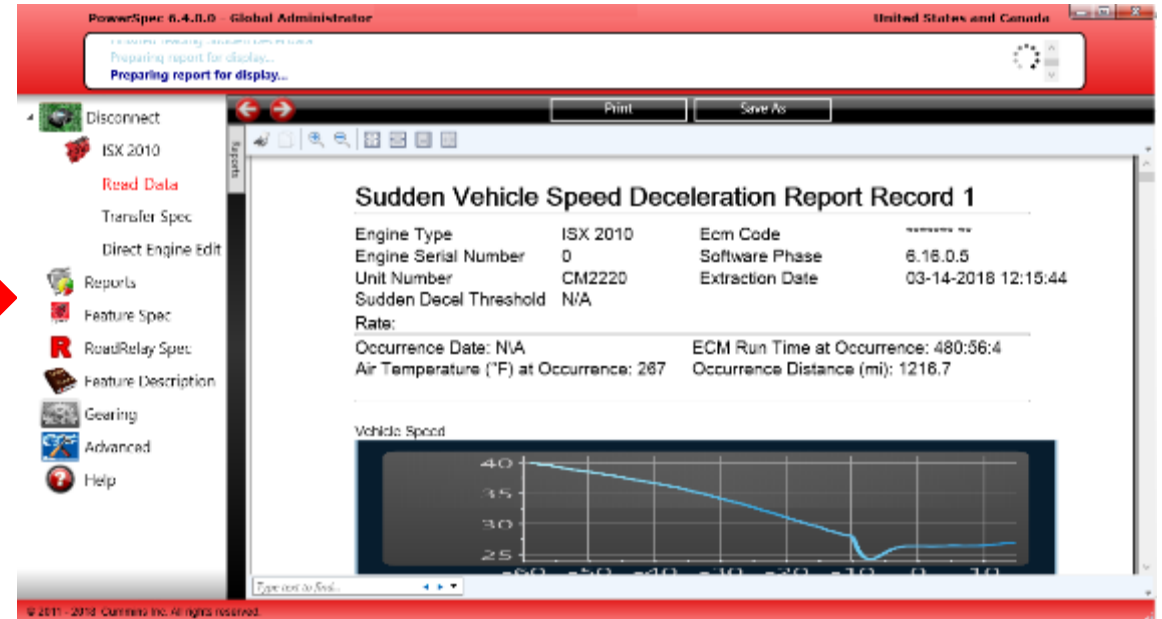 PowerSpec 6.4.0.0 - Global Administrator United States and Canada
Preparing report for display...
Preparing report for display...
Disconnect
Print Save As
ISX 2010
Reports
Read Data
Transfer Spec
Direct Engine Edit
Reports
Feature Spec
RoadRelay Spec
Feature Description
Gearing
Advanced
Help
Sudden Vehicle Speed Deceleration Report Record 1
Engine Type ISX 2010 Ecm Code ******* **
Engine Serial Number 0 Software Phase 6.16.0.5
Unit Number CM2220 Extraction Date 03-14-2018 12:15:44
Sudden Decel Threshold N/A
Rate:
Occurrence Date: N\A ECM Run Time at Occurrence: 480:56:4
Air Temperature (°F) at Occurrence: 267 Occurrence Distance (mi): 1216.7
Vehicle Speed
40
35
30
25
-60 -50 -40 -30 -20 -10 0 10
Type text to find...
© 2011 - 2018 Cummins Inc. All rights reserved.